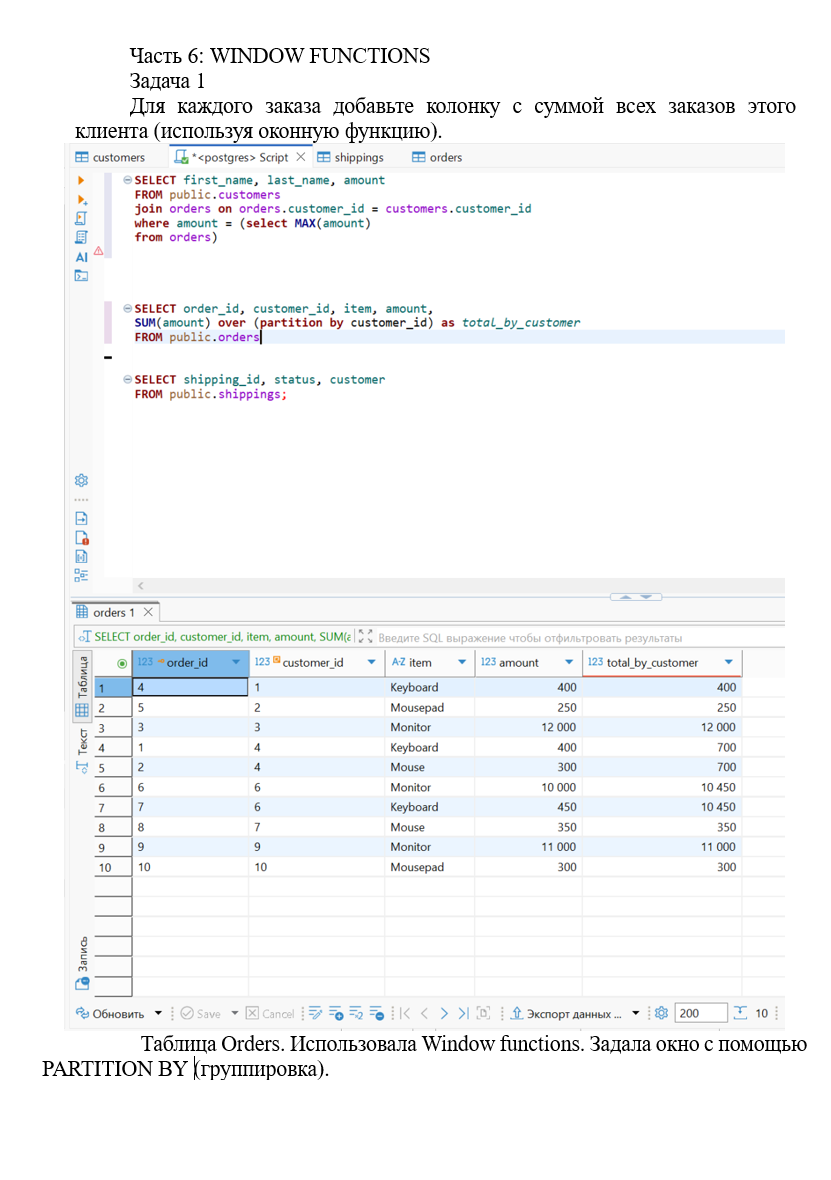 Часть 6: WINDOW FUNCTIONS
Задача 1
Для каждого заказа добавьте колонку с суммой всех заказов этого
клиента (используя оконную функцию).
customers *<postgres> Script shippings orders
SELECT first_name, last_name, amount
FROM public.customers
join orders on orders.customer_id = customers.customer_id
where amount = (select MAX(amount)
from orders)
AI
SELECT order_id, customer_id, item, amount,
SUM(amount) over (partition by customer_id) as total_by_customer
FROM public.orders
SELECT shipping_id, status, customer
FROM public.shippings;
orders 1
SELECT order_id, customer_id, item, amount, SUM(a Введите SQL выражение чтобы отфильтровать результаты
Таблица
Текст
Запись
123 order_id 123 customer_id A-Z item 123 amount 123 total_by_customer
1 4 1 Keyboard 400 400
2 5 2 Mousepad 250 250
3 3 3 Monitor 12 000 12 000
4 1 4 Keyboard 400 700
5 2 4 Mouse 300 700
6 6 6 Monitor 10 000 10 450
7 7 6 Keyboard 450 10 450
8 8 7 Mouse 350 350
9 9 9 Monitor 11 000 11 000
10 10 10 Mousepad 300 300
Обновить Save Cancel Экспорт данных ... 200 10
Таблица Orders. Использовала Window functions. Задала окно с помощью
PARTITION BY (группировка).